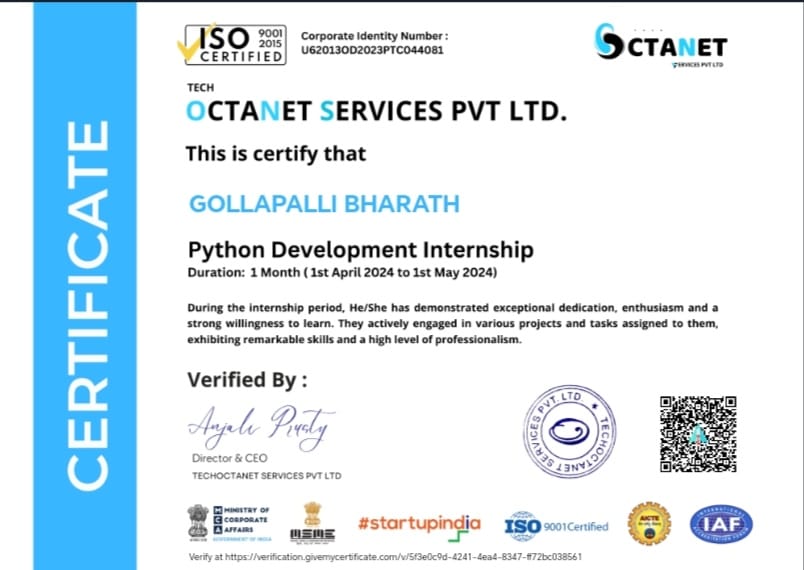 ISO 9001
2015
CERTIFIED
Corporate Identity Number :
U62013OD2023PTC044081
OCTANET
SERVICES PVT LTD
TECH
OCTANET SERVICES PVT LTD.
This is certify that
GOLLAPALLI BHARATH
Python Development Internship
Duration: 1 Month ( 1st April 2024 to 1st May 2024)
During the internship period, He/She has demonstrated exceptional dedication, enthusiasm and a
strong willingness to learn. They actively engaged in various projects and tasks assigned to them,
exhibiting remarkable skills and a high level of professionalism.
Verified By :
Anjali Prusty
Director & CEO
TECHOCTANET SERVICES PVT LTD
TECHOCTANET SERVICES PVT. LTD.
CERTIFICATE
MCA
MINISTRY OF
CORPORATE
AFFAIRS
GOVERNMENT OF INDIA
MSME
#startupindia
ISO 9001Certified
AICTE
INTERNATIONAL
IAF
ACCREDITATION FORUM
Verify at https://verification.givemycertificate.com/v/5f3e0c9d-4241-4ea4-8347-ff72bc038561